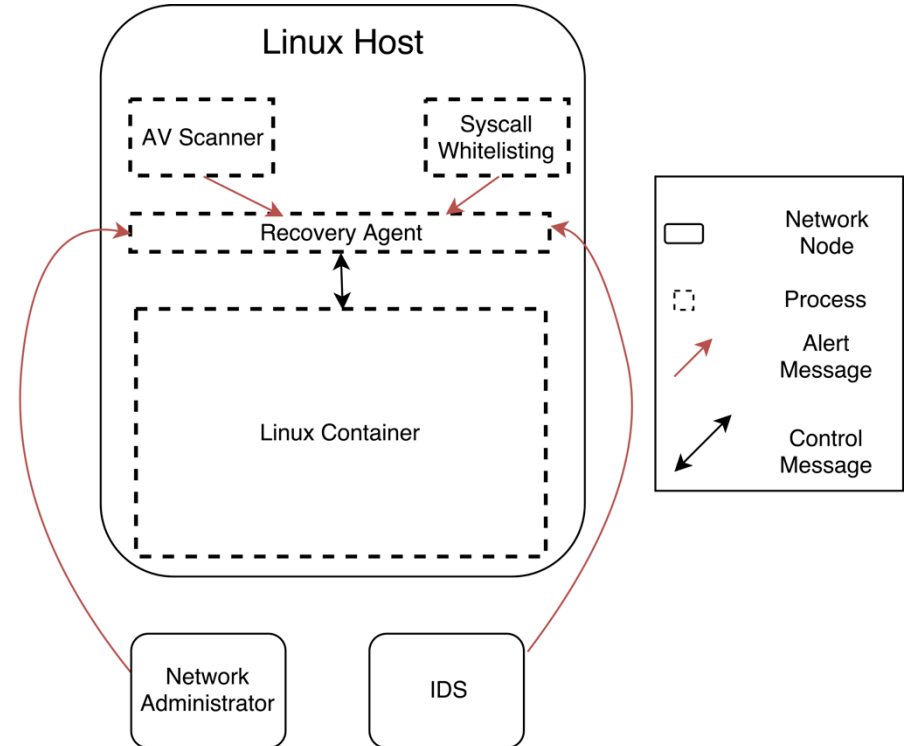 Linux Host
AV Scanner
Syscall
Whitelisting
Recovery Agent
Linux Container
Network
Administrator
IDS
Network
Node
Process
Alert
Message
Control
Message